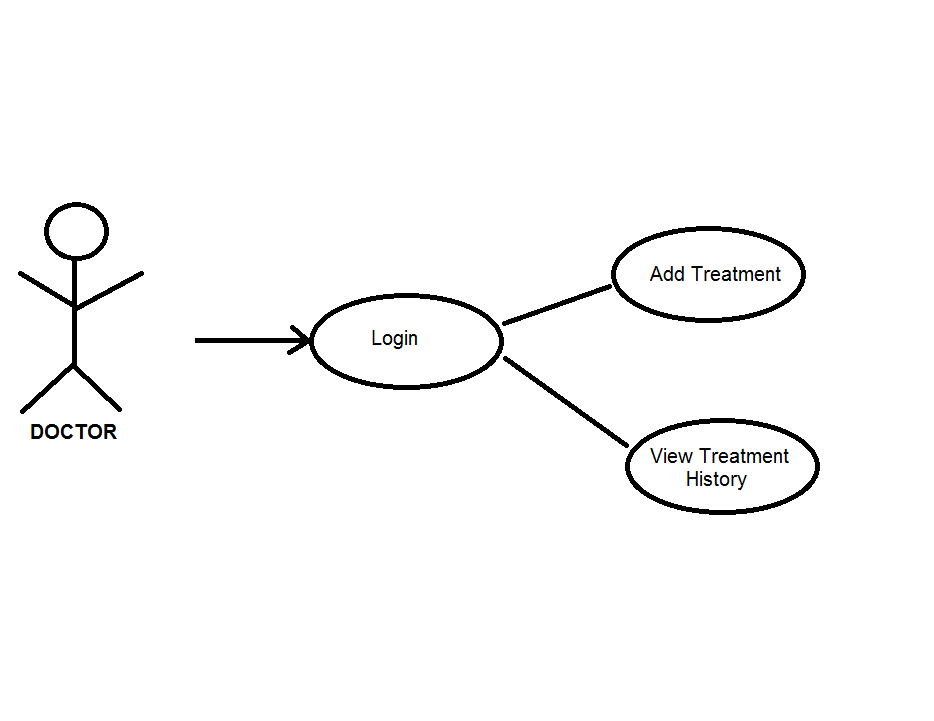 Add Treatment
Login
DOCTOR
View Treatment
History